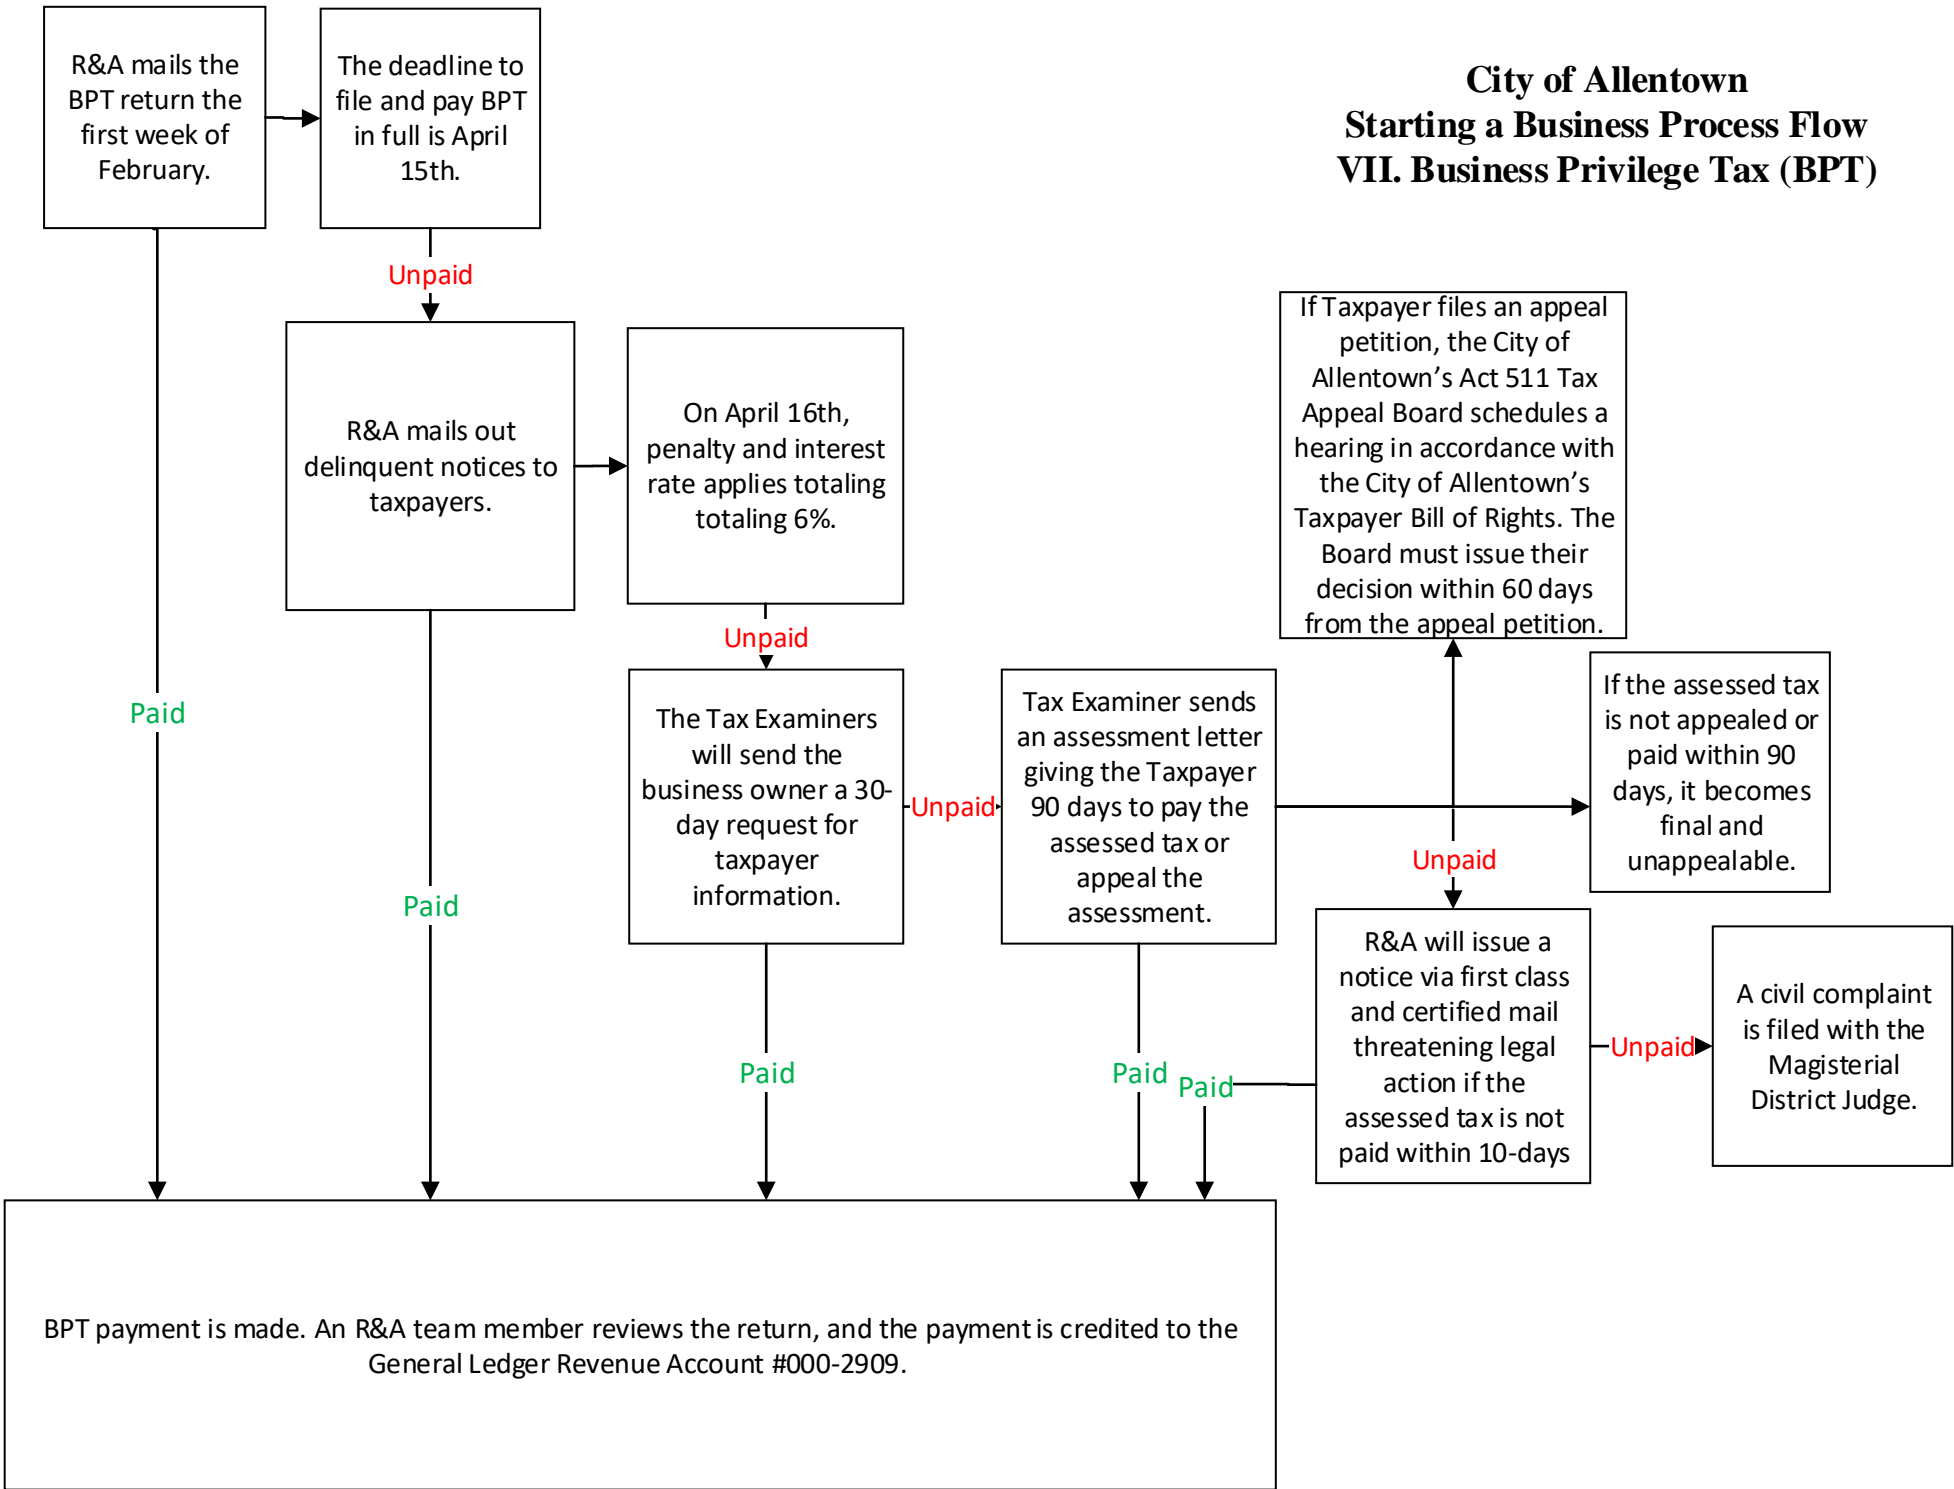 City of Allentown
Starting a Business Process Flow
VII. Business Privilege Tax (BPT)
R&A mails the
BPT return the
first week of
February.
The deadline to
file and pay BPT
in full is April
15th.
Unpaid
R&A mails out
delinquent notices to
taxpayers.
On April 16th,
penalty and interest
rate applies totaling
totaling 6%.
Unpaid
The Tax Examiners
will send the
business owner a 30-
day request for
taxpayer
information.
Unpaid
Tax Examiner sends
an assessment letter
giving the Taxpayer
90 days to pay the
assessed tax or
appeal the
assessment.
If Taxpayer files an appeal
petition, the City of
Allentown's Act 511 Tax
Appeal Board schedules a
hearing in accordance with
the City of Allentown's
Taxpayer Bill of Rights. The
Board must issue their
decision within 60 days
from the appeal petition.
If the assessed tax
is not appealed or
paid within 90
days, it becomes
final and
unappealable.
Unpaid
R&A will issue a
notice via first class
and certified mail
threatening legal
action if the
assessed tax is not
paid within 10-days
Unpaid
A civil complaint
is filed with the
Magisterial
District Judge.
Paid
Paid
Paid
Paid
Paid
BPT payment is made. An R&A team member reviews the return, and the payment is credited to the
General Ledger Revenue Account #000-2909.